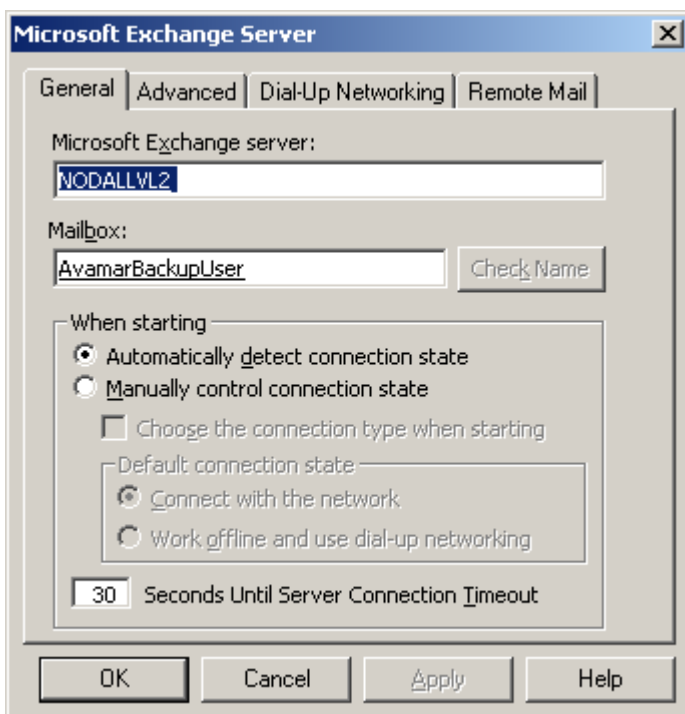 Microsoft Exchange Server
General Advanced Dial-Up Networking Remote Mail
Microsoft Exchange server:
NODALLVL2
Mailbox:
AvamarBackupUser Check Name
When starting
Automatically detect connection state
Manually control connection state
Choose the connection type when starting
Default connection state
Connect with the network
Work offline and use dial-up networking
30 Seconds Until Server Connection Timeout
OK Cancel Apply Help